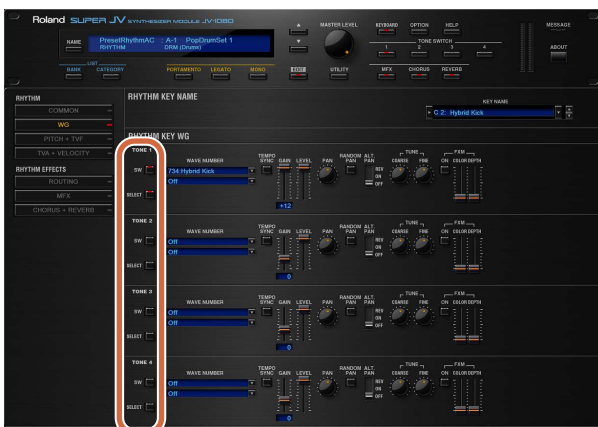 Roland SUPER JV SYNTHESIZER MODULE JV-1080
MASTER LEVEL
KEYBOARD OPTION HELP
MESSAGE
NAME
PresetRhythmAC : A-1 PopDrumSet 1
RHYTHM DRM (Drums)
TONE SWITCH
1 2 3 4
ABOUT
LIST
BANK CATEGORY
PORTAMENTO LEGATO MONO
EDIT
UTILITY
MFX CHORUS REVERB
RHYTHM
COMMON
WG
PITCH + TVF
TVA + VELOCITY
RHYTHM EFFECTS
ROUTING
MFX
CHORUS + REVERB
RHYTHM KEY NAME
KEY NAME
C 2: Hybrid Kick
RHYTHM KEY WG
TONE 1
SW
SELECT
WAVE NUMBER
734:Hybrid Kick
Off
TEMPO SYNC GAIN LEVEL PAN RANDOM PAN ALT. PAN
REV
ON
OFF
TUNE
COARSE FINE
FXM
ON COLOR DEPTH
+12
TONE 2
SW
SELECT
WAVE NUMBER
Off
Off
TEMPO SYNC GAIN LEVEL PAN RANDOM PAN ALT. PAN
REV
ON
OFF
TUNE
COARSE FINE
FXM
ON COLOR DEPTH
0
TONE 3
SW
SELECT
WAVE NUMBER
Off
Off
TEMPO SYNC GAIN LEVEL PAN RANDOM PAN ALT. PAN
REV
ON
OFF
TUNE
COARSE FINE
FXM
ON COLOR DEPTH
0
TONE 4
SW
SELECT
WAVE NUMBER
Off
Off
TEMPO SYNC GAIN LEVEL PAN RANDOM PAN ALT. PAN
REV
ON
OFF
TUNE
COARSE FINE
FXM
ON COLOR DEPTH
0